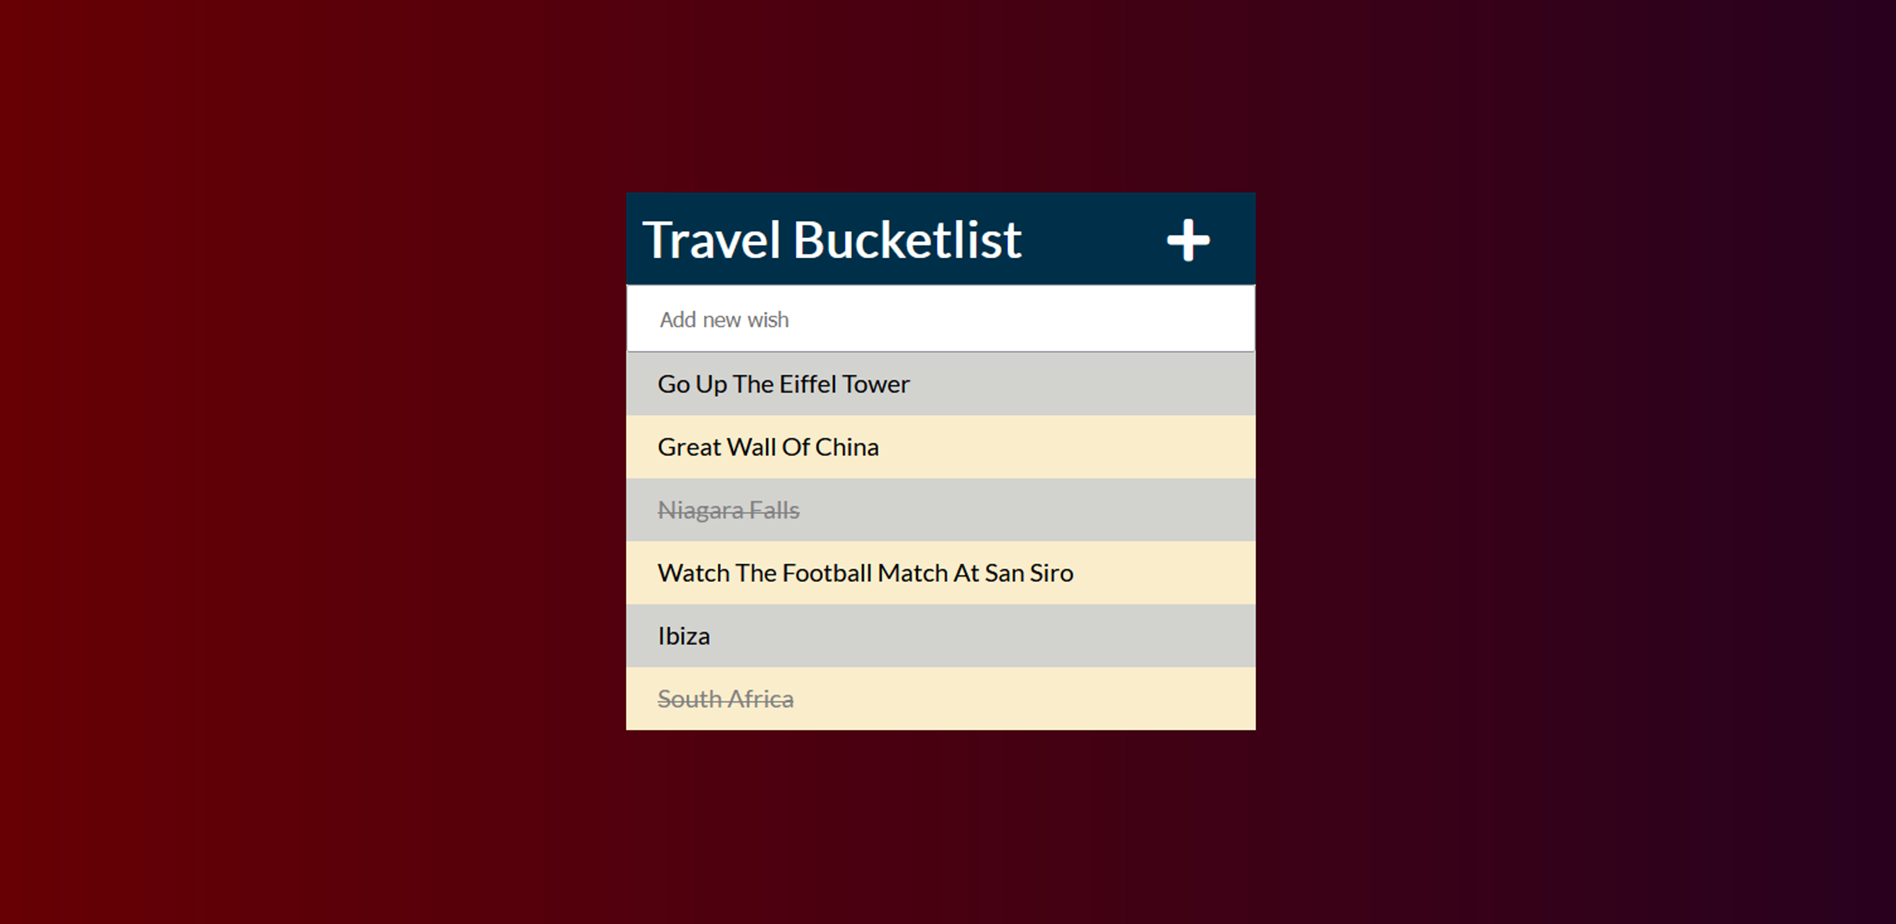 Travel Bucketlist
Add new wish
Go Up The Eiffel Tower
Great Wall Of China
Niagara Falls
Watch The Football Match At San Siro
Ibiza
South Africa